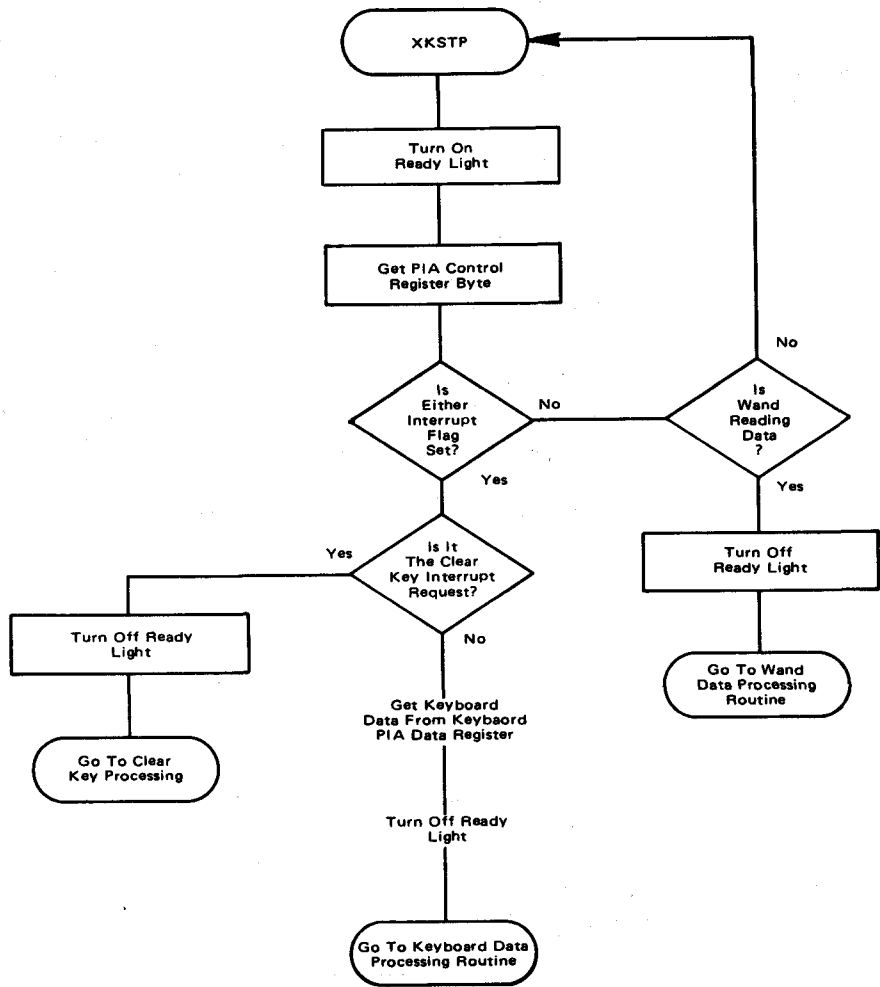 XKSTP
Turn On
Ready Light
Get PIA Control
Register Byte
Is
Either
Interrupt
Flag
Set?
No
Yes
Is
Wand
Reading
Data
?
No
Yes
Turn Off
Ready Light
Go To Wand
Data Processing
Routine
Is It
The Clear
Key Interrupt
Request?
Yes
No
Turn Off Ready
Light
Go To Clear
Key Processing
Get Keyboard
Data From Keybaord
PIA Data Register
Turn Off Ready
Light
Go To Keyboard Data
Processing Routine